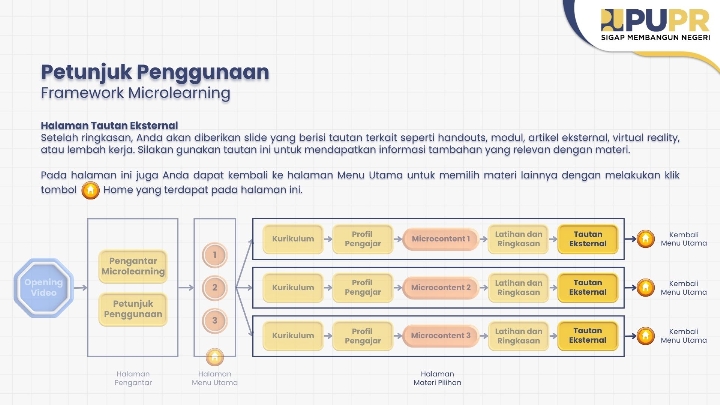 PUPR
SIGAP MEMBANGUN NEGERI
Petunjuk Penggunaan
Framework Microlearning
Halaman Tautan Eksternal
Setelah ringkasan, Anda akan diberikan slide yang berisi tautan terkait seperti handouts, modul, artikel eksternal, virtual reality,
atau lembah kerja. Silakan gunakan tautan ini untuk mendapatkan informasi tambahan yang relevan dengan materi.
Pada halaman ini juga Anda dapat kembali ke halaman Menu Utama untuk memilih materi lainnya dengan melakukan klik
tombol Home yang terdapat pada halaman ini.
Opening
Video
Pengantar
Microlearning
Petunjuk
Penggunaan
Halaman
Pengantar
1
2
3
Halaman
Menu Utama
Kurikulum
Profil
Pengajar
Microcontent 1
Latihan dan
Ringkasan
Tautan
Eksternal
Kembali
Menu Utama
Kurikulum
Profil
Pengajar
Microcontent 2
Latihan dan
Ringkasan
Tautan
Eksternal
Kembali
Menu Utama
Kurikulum
Profil
Pengajar
Microcontent 3
Latihan dan
Ringkasan
Tautan
Eksternal
Kembali
Menu Utama
Halaman
Materi Pilihan